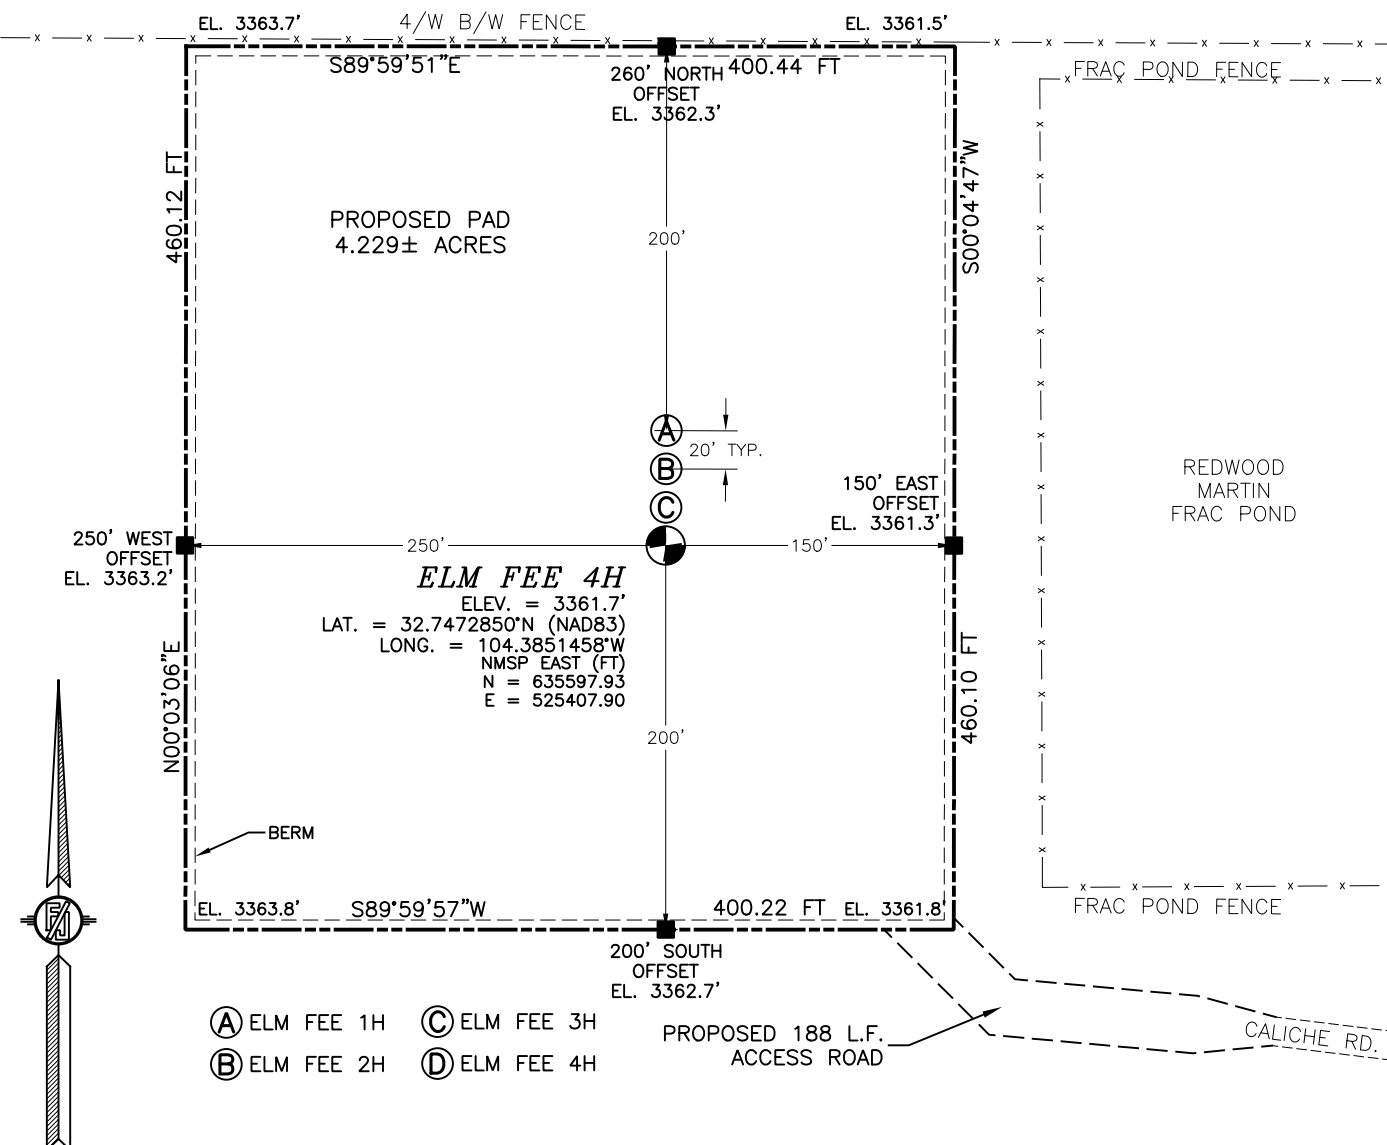 EL. 3363.7'
4/W B/W FENCE
EL. 3361.5'
S89°59'51"E
260' NORTH
OFFSET
EL. 3362.3'
400.44 FT
FRAC POND FENCE
460.12 FT
S00°04'47"W
PROPOSED PAD
4.229± ACRES
200'
A
20' TYP.
B
C
150' EAST
OFFSET
EL. 3361.3'
REDWOOD
MARTIN
FRAC POND
250' WEST
OFFSET
EL. 3363.2'
250'
150'
ELM FEE 4H
ELEV. = 3361.7'
LAT. = 32.7472850°N (NAD83)
LONG. = 104.3851458°W
NMSP EAST (FT)
N = 635597.93
E = 525407.90
N00°03'06"E
460.10 FT
200'
BERM
EL. 3363.8'
S89°59'57"W
400.22 FT
EL. 3361.8'
FRAC POND FENCE
200' SOUTH
OFFSET
EL. 3362.7'
A ELM FEE 1H
C ELM FEE 3H
B ELM FEE 2H
D ELM FEE 4H
PROPOSED 188 L.F.
ACCESS ROAD
CALICHE RD.